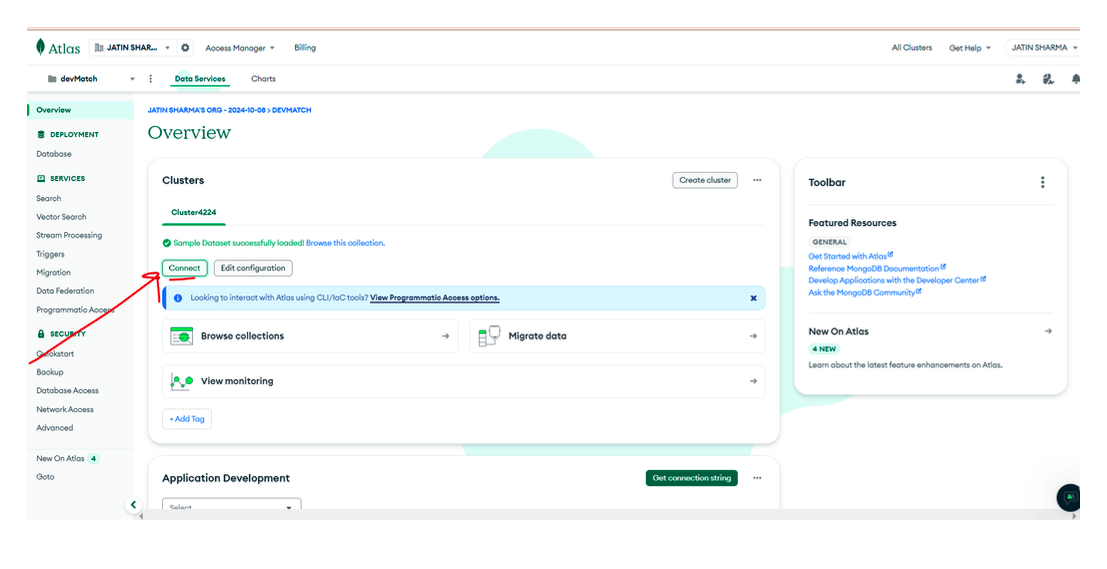 Atlas
JATIN SHAR...
Access Manager
Billing
All Clusters
Get Help
JATIN SHARMA
devMatch
Data Services
Charts
Overview
DEPLOYMENT
Database
SERVICES
Search
Vector Search
Stream Processing
Triggers
Migration
Data Federation
Programmatic Access
SECURITY
Quickstart
Backup
Database Access
Network Access
Advanced
New On Atlas 4
Goto
JATIN SHARMA'S ORG - 2024-10-08 > DEVMATCH
Overview
Clusters
Create cluster
Cluster4224
Sample Dataset successfully loaded! Browse this collection.
Connect
Edit configuration
Looking to interact with Atlas using CLI/IaC tools? View Programmatic Access options.
Browse collections
Migrate data
View monitoring
+ Add Tag
Application Development
Get connection string
Select
Toolbar
Featured Resources
GENERAL
Get Started with Atlas
Reference MongoDB Documentation
Develop Applications with the Developer Center
Ask the MongoDB Community
New On Atlas
4 NEW
Learn about the latest feature enhancements on Atlas.